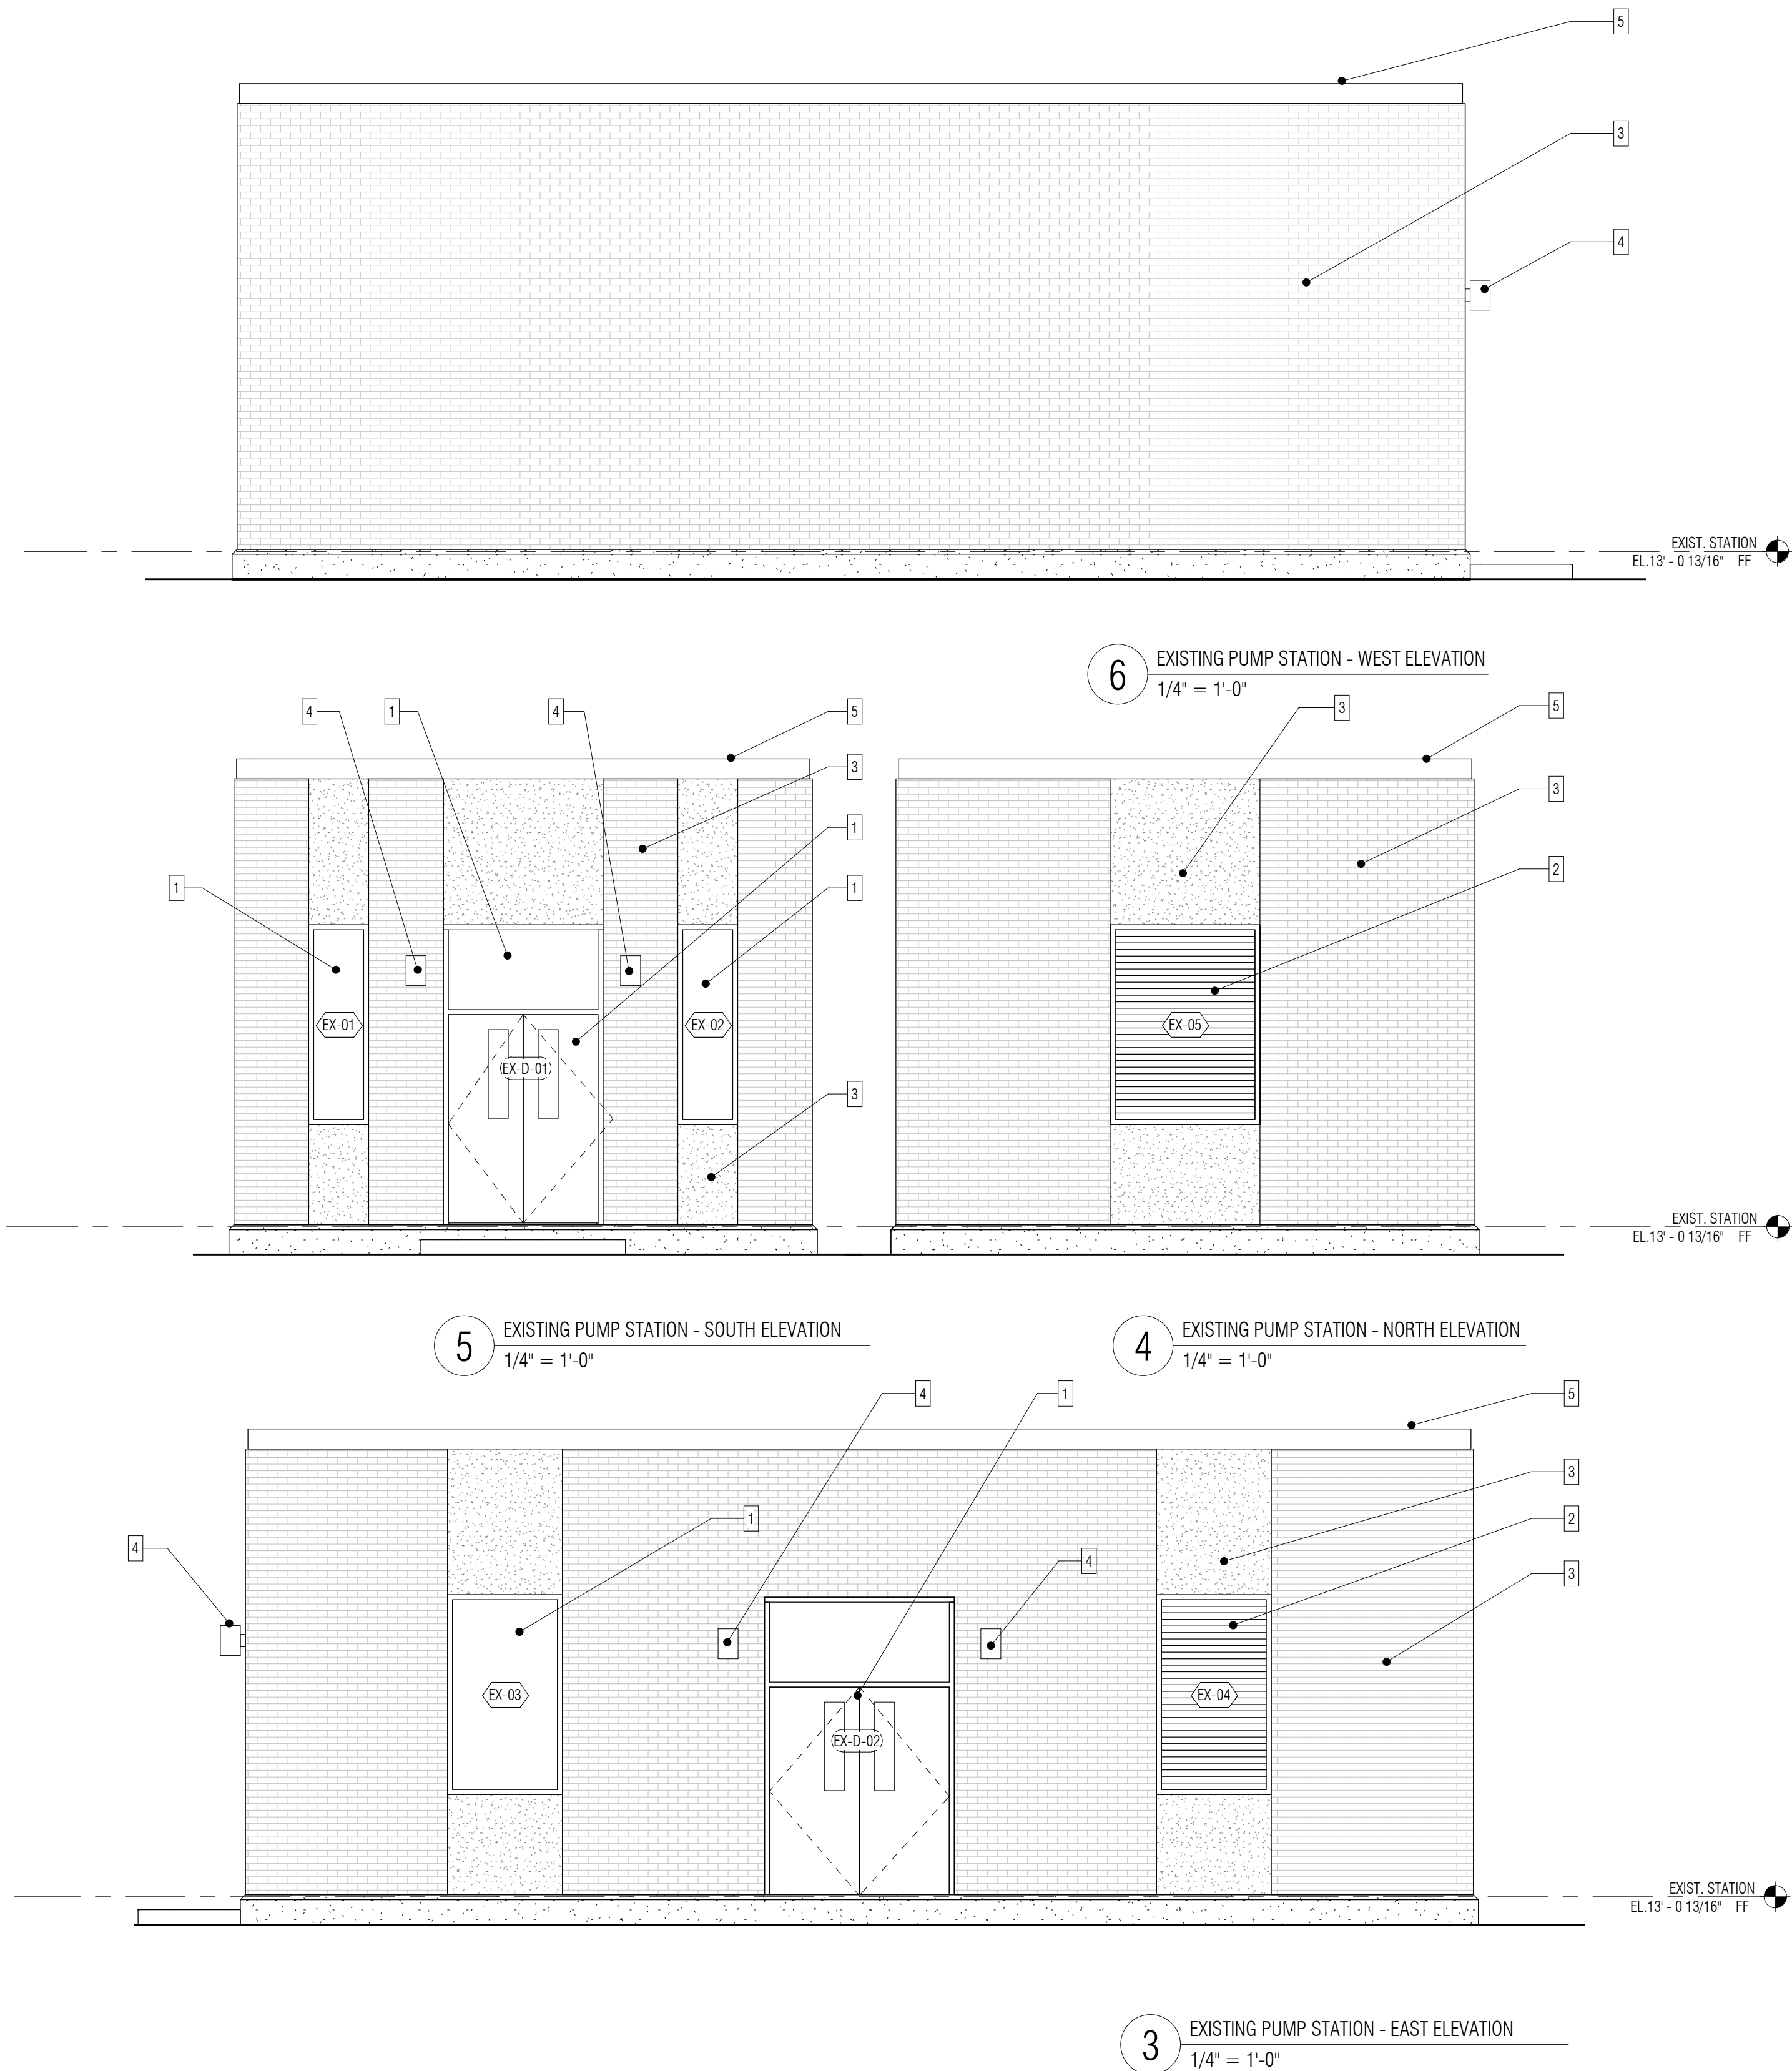 5
3
4
EXIST. STATION
EL.13' - 0 13/16" FF
6
EXISTING PUMP STATION - WEST ELEVATION
1/4" = 1'-0"
4
1
4
5
3
1
1
1
3
EX-01
EX-D-01
EX-02
3
5
3
2
EX-05
EXIST. STATION
EL.13' - 0 13/16" FF
5
EXISTING PUMP STATION - SOUTH ELEVATION
1/4" = 1'-0"
4
EXISTING PUMP STATION - NORTH ELEVATION
1/4" = 1'-0"
4
1
5
3
1
2
4
4
3
EX-03
EX-D-02
EX-04
EXIST. STATION
EL.13' - 0 13/16" FF
3
EXISTING PUMP STATION - EAST ELEVATION
1/4" = 1'-0"